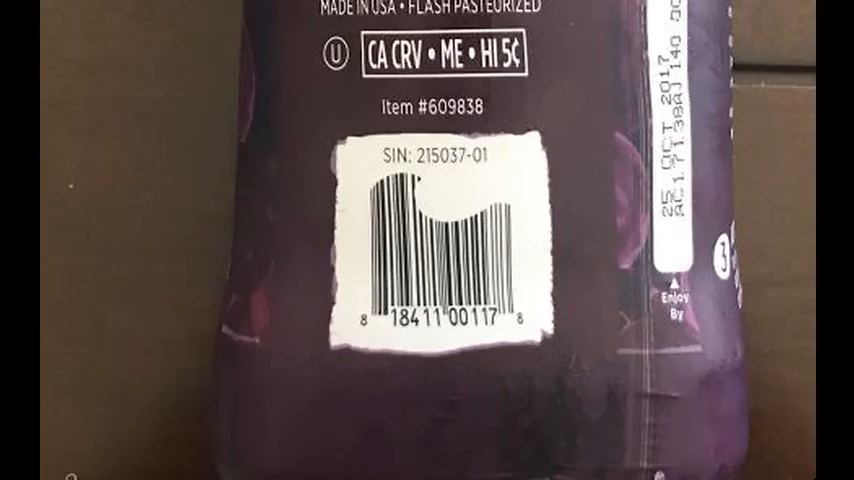 MADE IN USA • FLASH PASTEURIZED
U
CA CRV • ME • HI 5¢
Item #609838
SIN: 215037-01
8 18411 00117 8
25 OCT 2017
3
Enjoy
By